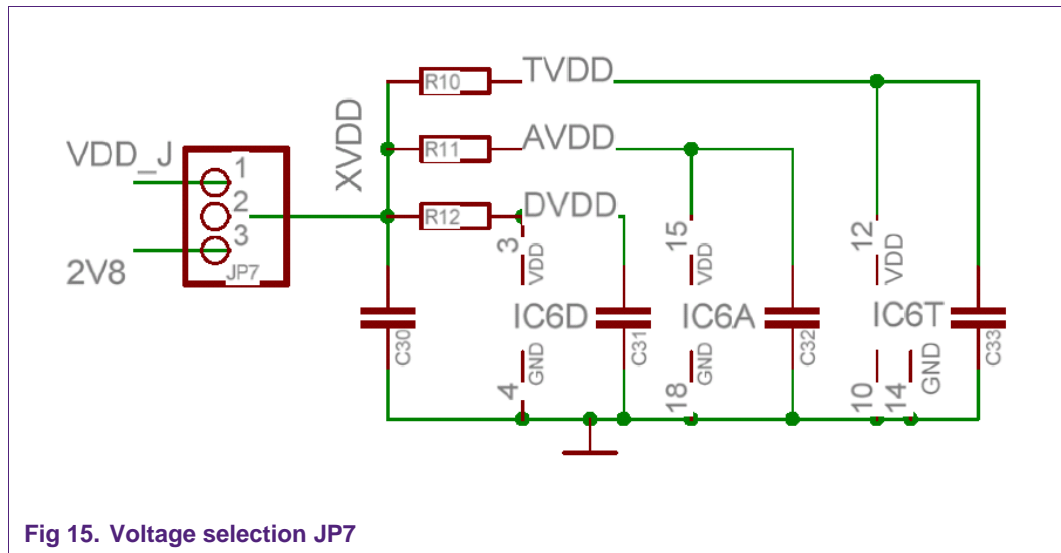 R10
TVDD
XVDD
R11
AVDD
VDD_J
1
2
3
JP7
2V8
R12
DVDD
3
VDD
15
VDD
12
VDD
C30
IC6D
C31
IC6A
C32
IC6T
C33
4
GND
18
GND
10
14
GND
Fig 15. Voltage selection JP7